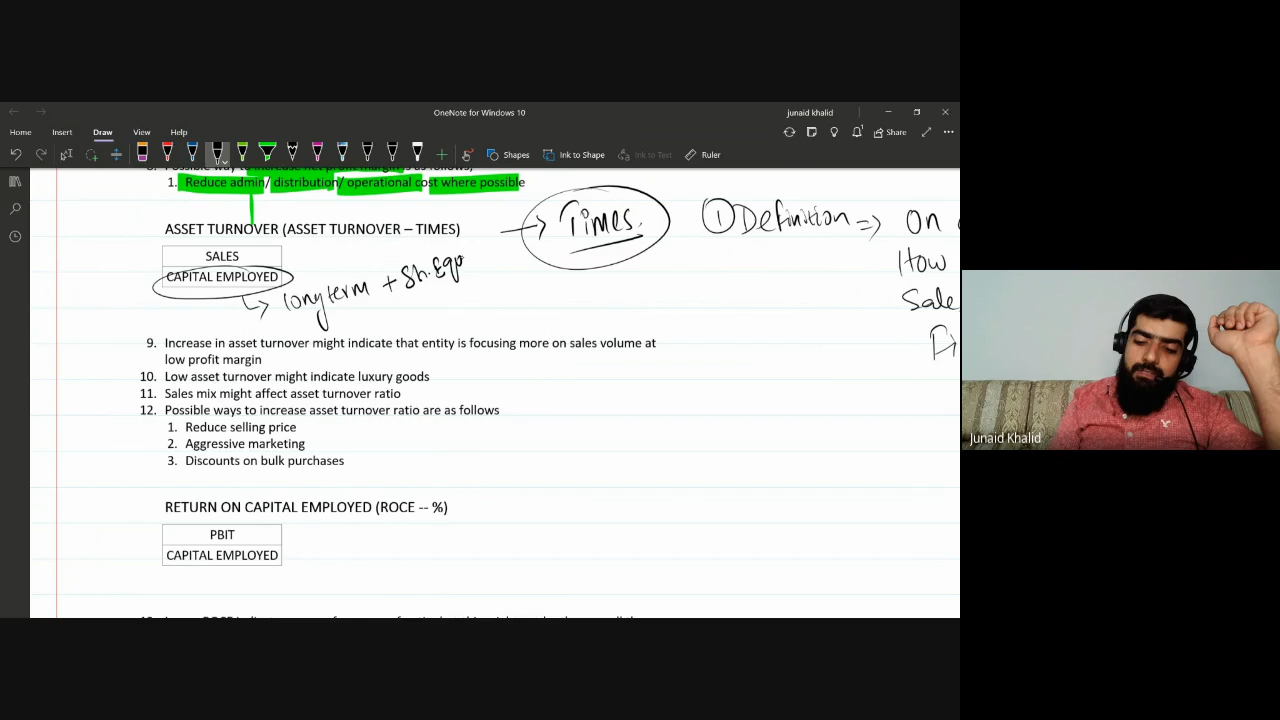 OneNote for Windows 10
junaid khalid
Home Insert Draw View Help
Shapes Ink to Shape Ink to Text Ruler Share
1. Reduce admin/ distribution/ operational cost where possible
ASSET TURNOVER (ASSET TURNOVER – TIMES)
SALES
CAPITAL EMPLOYED
long term + Sh. Equ
Times.
① Definition => On
How
Sale
9. Increase in asset turnover might indicate that entity is focusing more on sales volume at
low profit margin
10. Low asset turnover might indicate luxury goods
11. Sales mix might affect asset turnover ratio
12. Possible ways to increase asset turnover ratio are as follows
1. Reduce selling price
2. Aggressive marketing
3. Discounts on bulk purchases
RETURN ON CAPITAL EMPLOYED (ROCE -- %)
PBIT
CAPITAL EMPLOYED
Junaid Khalid